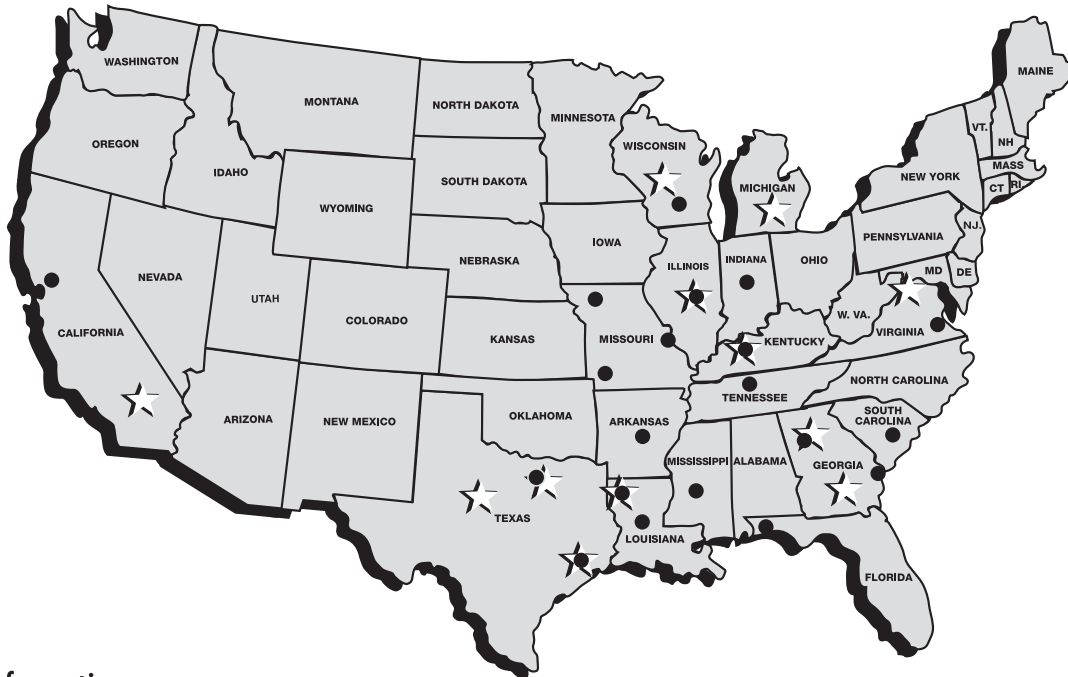 WASHINGTON
MONTANA
NORTH DAKOTA
MINNESOTA
MAINE
OREGON
IDAHO
WISCONSIN
VT.
NH
MASS
WYOMING
SOUTH DAKOTA
MICHIGAN
NEW YORK
CT
RI.
NEVADA
NEBRASKA
IOWA
ILLINOIS
INDIANA
OHIO
PENNSYLVANIA
NJ.
MD
DE
UTAH
COLORADO
KANSAS
MISSOURI
KENTUCKY
W. VA.
VIRGINIA
CALIFORNIA
ARIZONA
NEW MEXICO
OKLAHOMA
ARKANSAS
TENNESSEE
NORTH CAROLINA
SOUTH
CAROLINA
MISSISSIPPI
ALABAMA
GEORGIA
TEXAS
LOUISIANA
FLORIDA